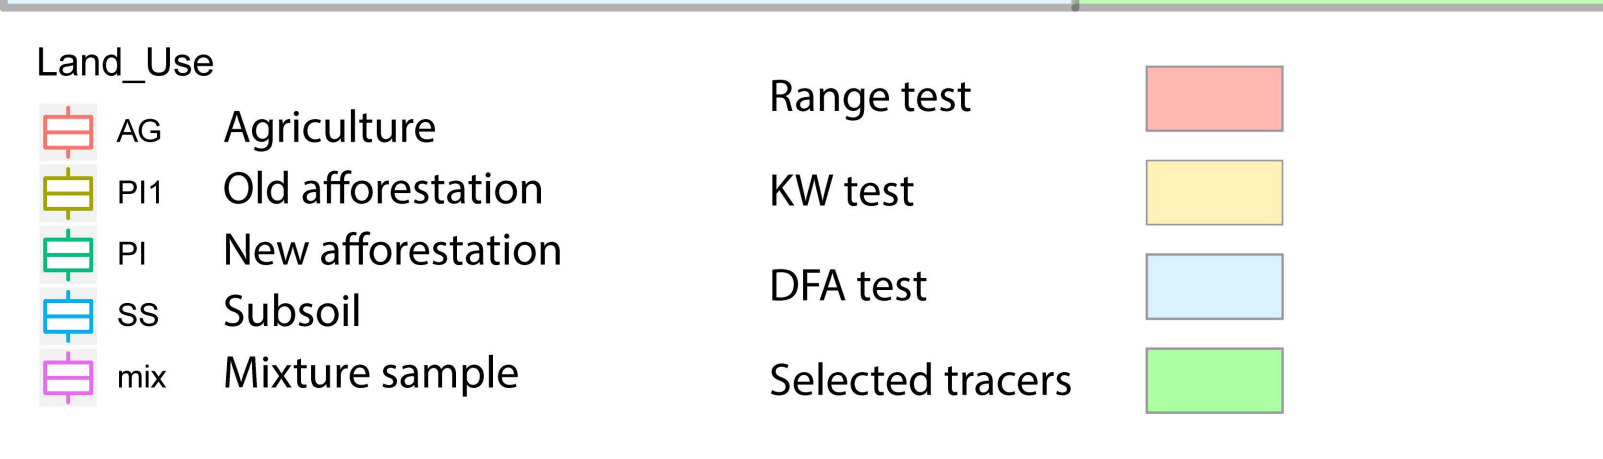 Land_Use
AG Agriculture
PI1 Old afforestation
PI New afforestation
SS Subsoil
mix Mixture sample
Range test
KW test
DFA test
Selected tracers